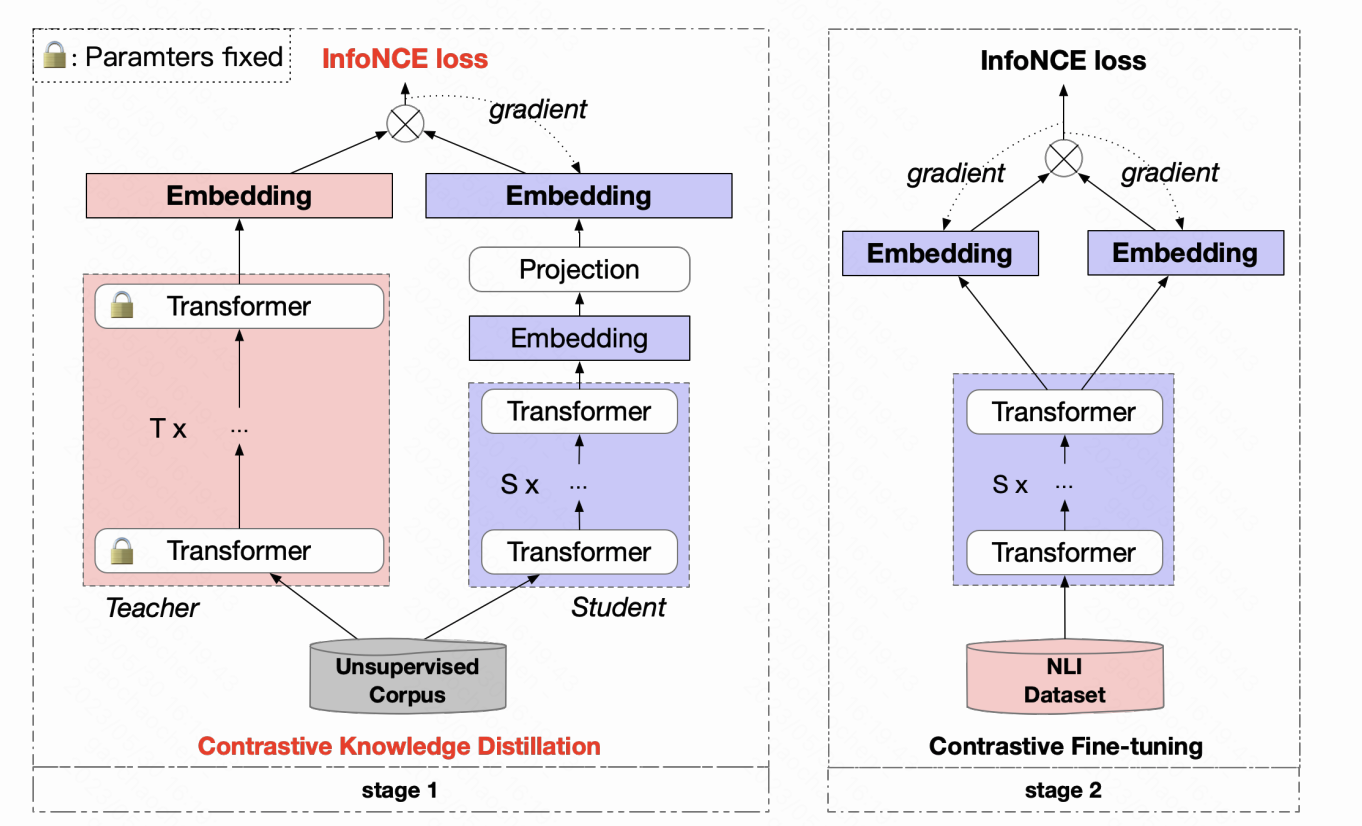 : Paramters fixed
InfoNCE loss
gradient
Embedding
Embedding
Projection
Transformer
Embedding
Transformer
T x
...
S x
...
Transformer
Transformer
Teacher
Student
Unsupervised
Corpus
Contrastive Knowledge Distillation
stage 1
InfoNCE loss
gradient
gradient
Embedding
Embedding
Transformer
S x
...
Transformer
NLI
Dataset
Contrastive Fine-tuning
stage 2